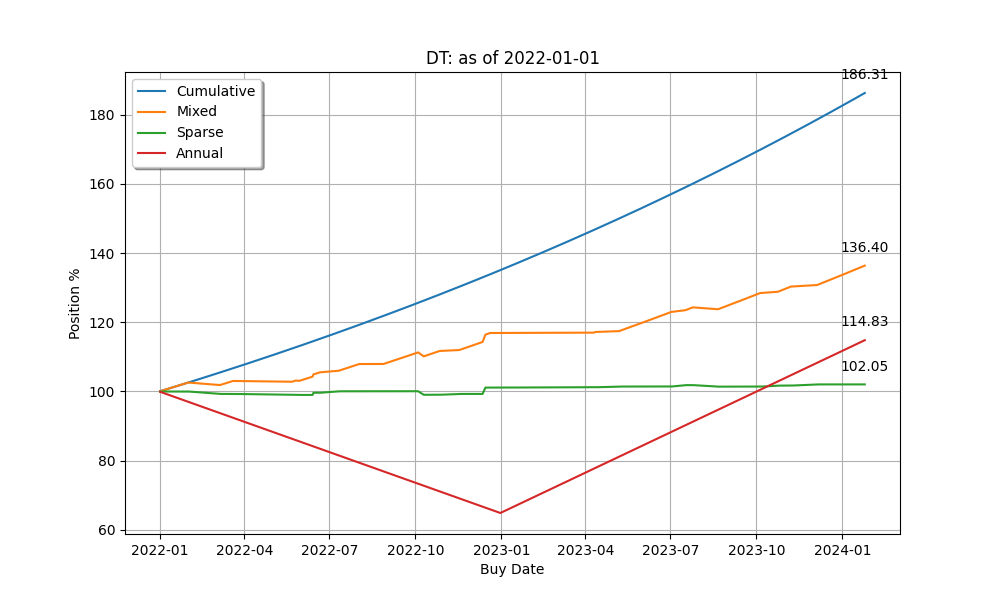 DT: as of 2022-01-01
Cumulative
Mixed
Sparse
Annual
186.31
136.40
114.83
102.05
Position %
180
160
140
120
100
80
60
2022-01 2022-04 2022-07 2022-10 2023-01 2023-04 2023-07 2023-10 2024-01
Buy Date